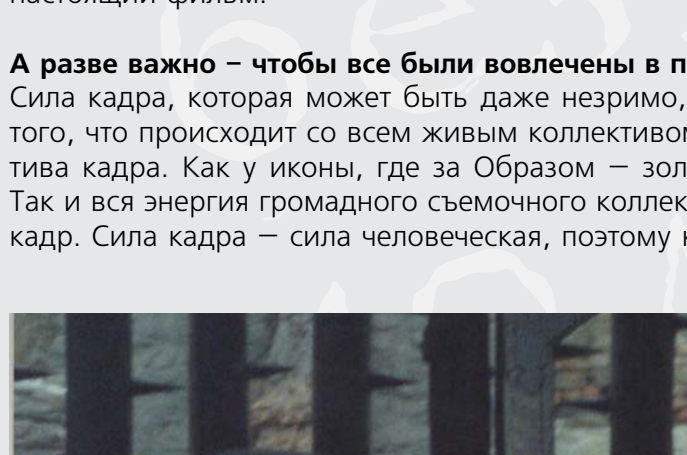 настоящий фильм.
А разве важно – чтобы все были вовлечены в п
Сила кадра, которая может быть даже незримо,
того, что происходит со всем живым коллективом
тива кадра. Как у иконы, где за Образом — зол
Так и вся энергия громадного съемочного коллек
кадр. Сила кадра — сила человеческая, поэтому н